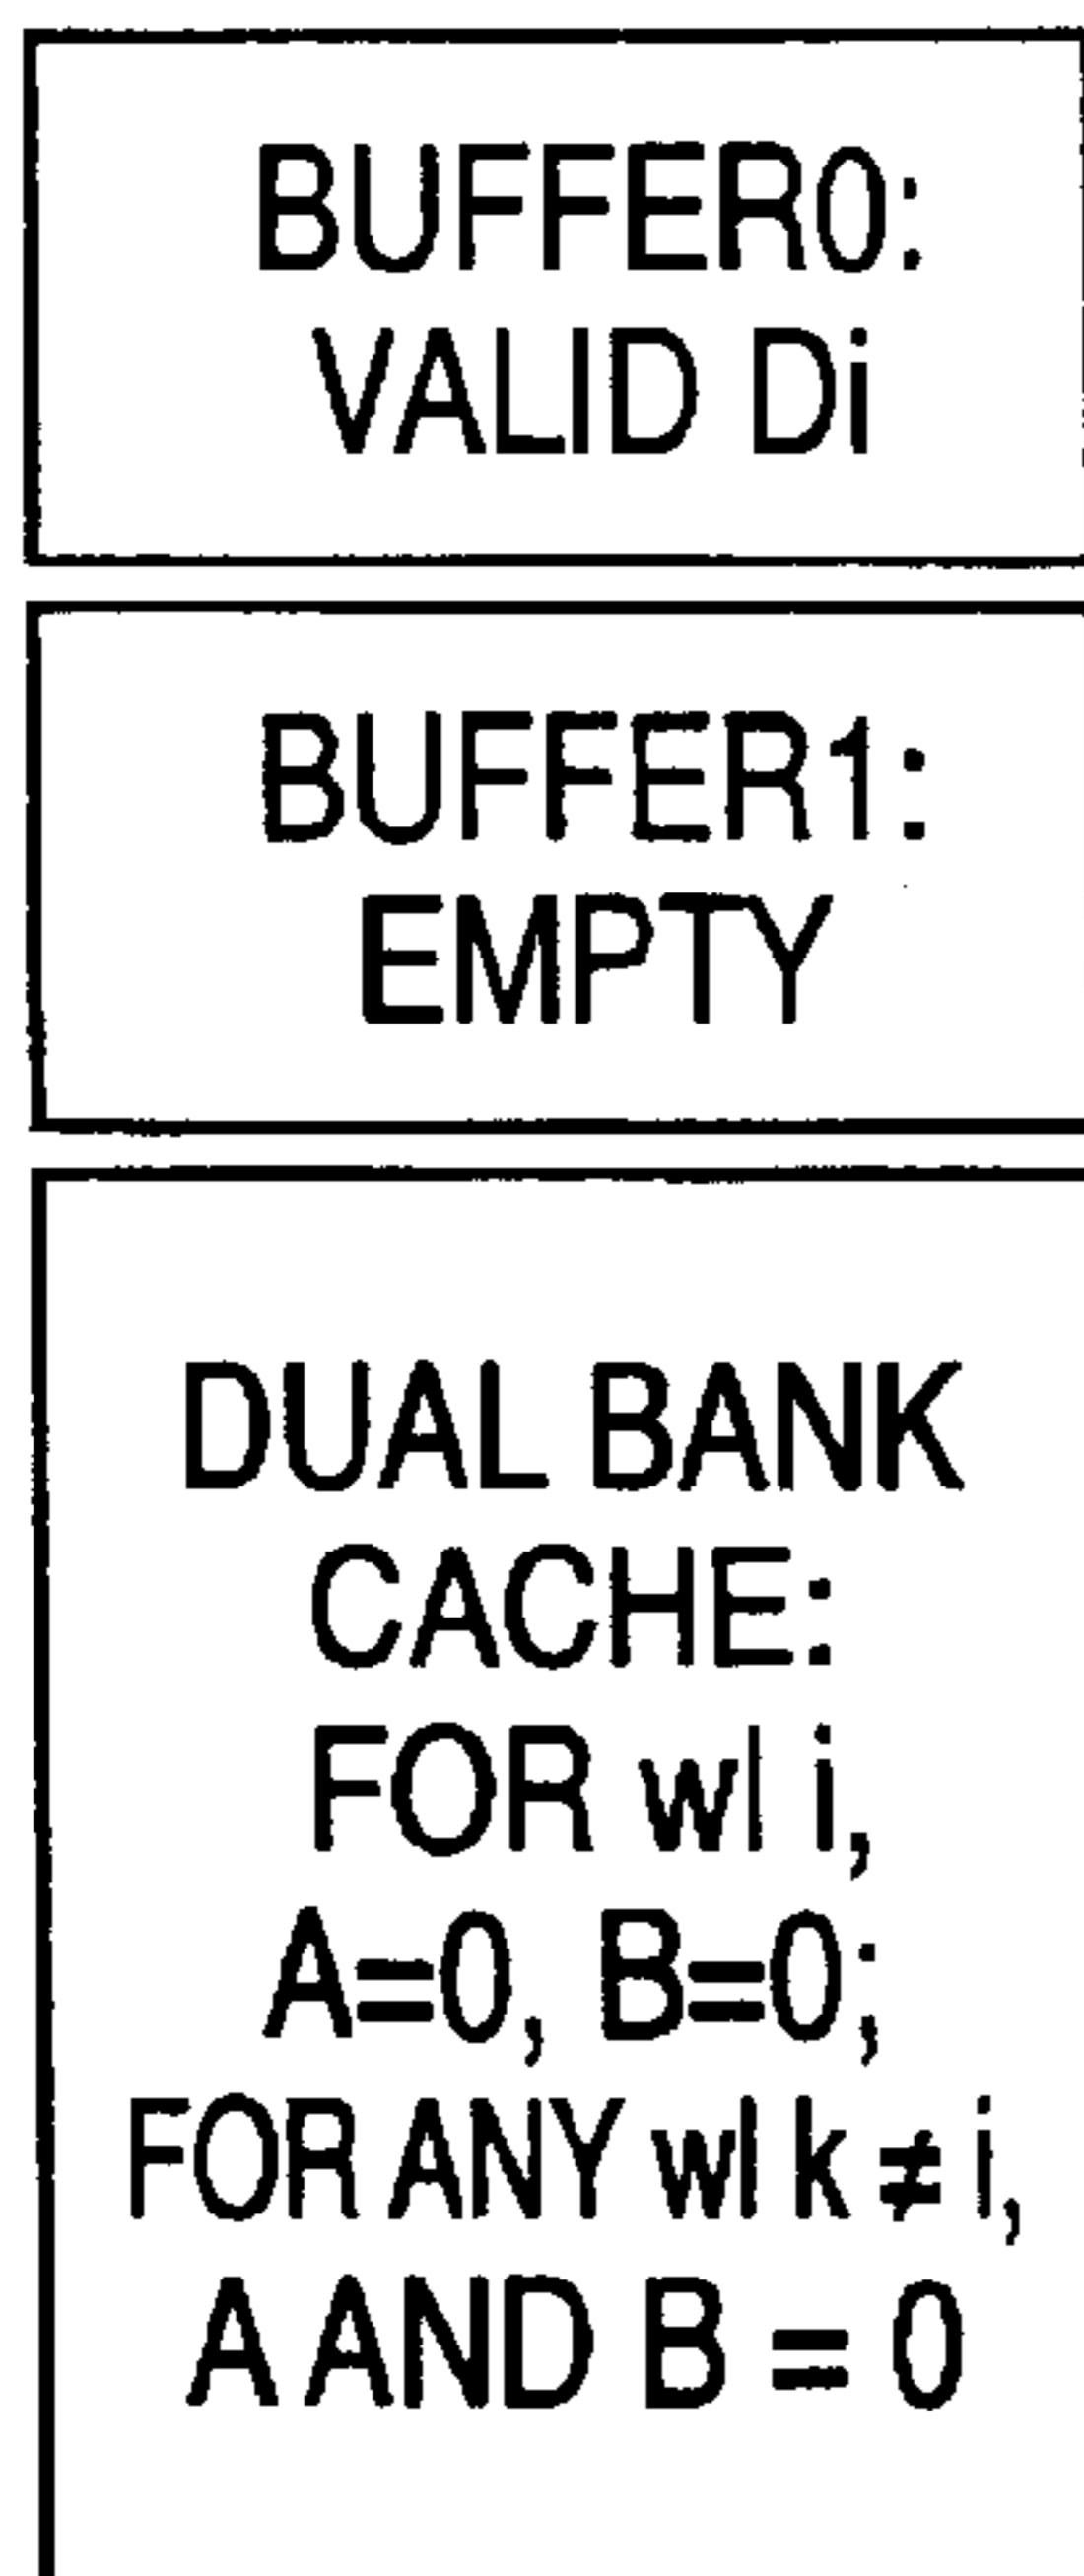 BUFFER0:
VALID Di
BUFFER1:
EMPTY
DUAL BANK
CACHE:
FOR wl i,
A=0, B=0;
FOR ANY wl k ≠ i,
A AND B = 0